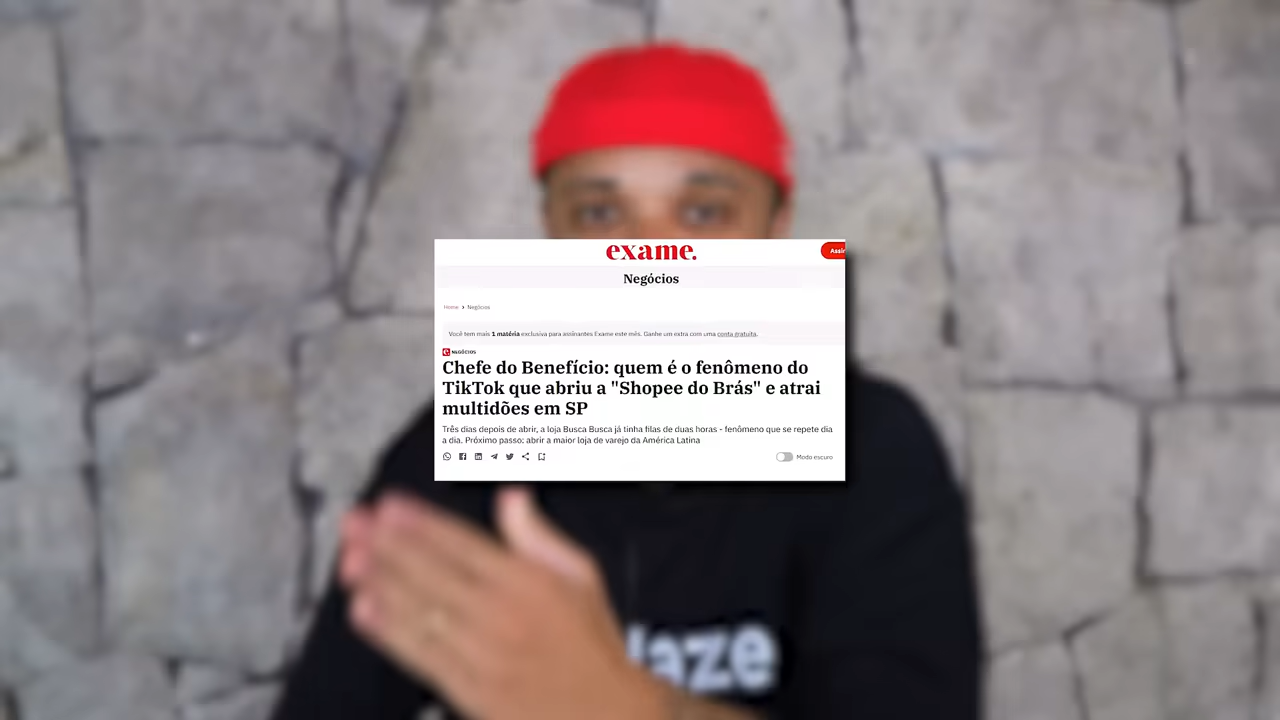 exame.
Assin
Negócios
Home > Negócios
Você tem mais 1 matéria exclusiva para assinantes Exame este mês. Ganhe um extra com uma conta gratuita.
e. NEGÓCIOS
Chefe do Benefício: quem é o fenômeno do
TikTok que abriu a "Shopee do Brás" e atrai
multidões em SP
Três dias depois de abrir, a loja Busca Busca já tinha filas de duas horas - fenômeno que se repete dia
a dia. Próximo passo: abrir a maior loja de varejo da América Latina
Modo escuro